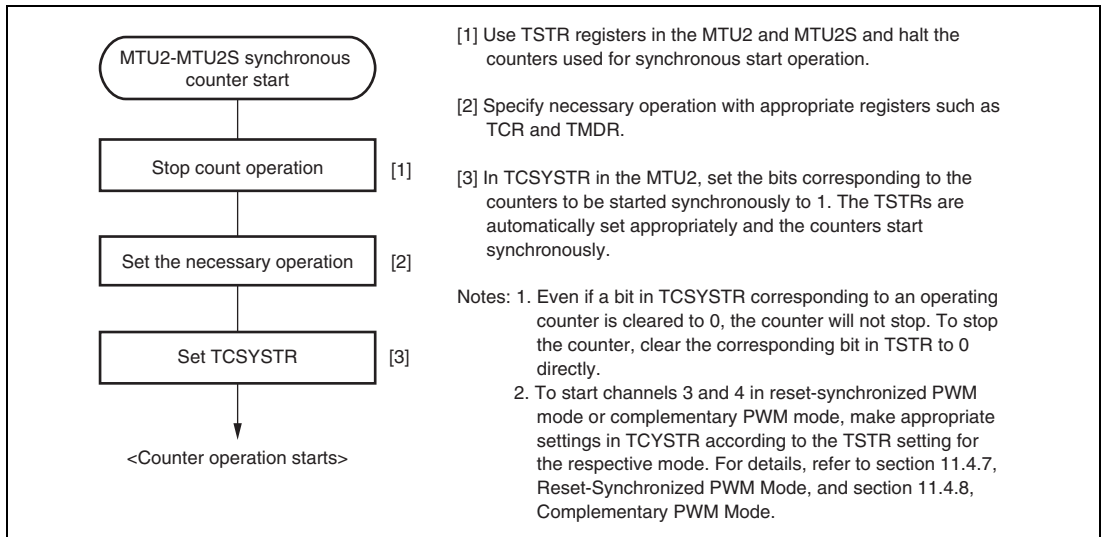 MTU2-MTU2S synchronous
counter start
Stop count operation
[1]
Set the necessary operation
[2]
Set TCSYSTR
[3]
<Counter operation starts>
[1] Use TSTR registers in the MTU2 and MTU2S and halt the
counters used for synchronous start operation.
[2] Specify necessary operation with appropriate registers such as
TCR and TMDR.
[3] In TCSYSTR in the MTU2, set the bits corresponding to the
counters to be started synchronously to 1. The TSTRs are
automatically set appropriately and the counters start
synchronously.
Notes: 1. Even if a bit in TCSYSTR corresponding to an operating
counter is cleared to 0, the counter will not stop. To stop
the counter, clear the corresponding bit in TSTR to 0
directly.
2. To start channels 3 and 4 in reset-synchronized PWM
mode or complementary PWM mode, make appropriate
settings in TCYSTR according to the TSTR setting for
the respective mode. For details, refer to section 11.4.7,
Reset-Synchronized PWM Mode, and section 11.4.8,
Complementary PWM Mode.